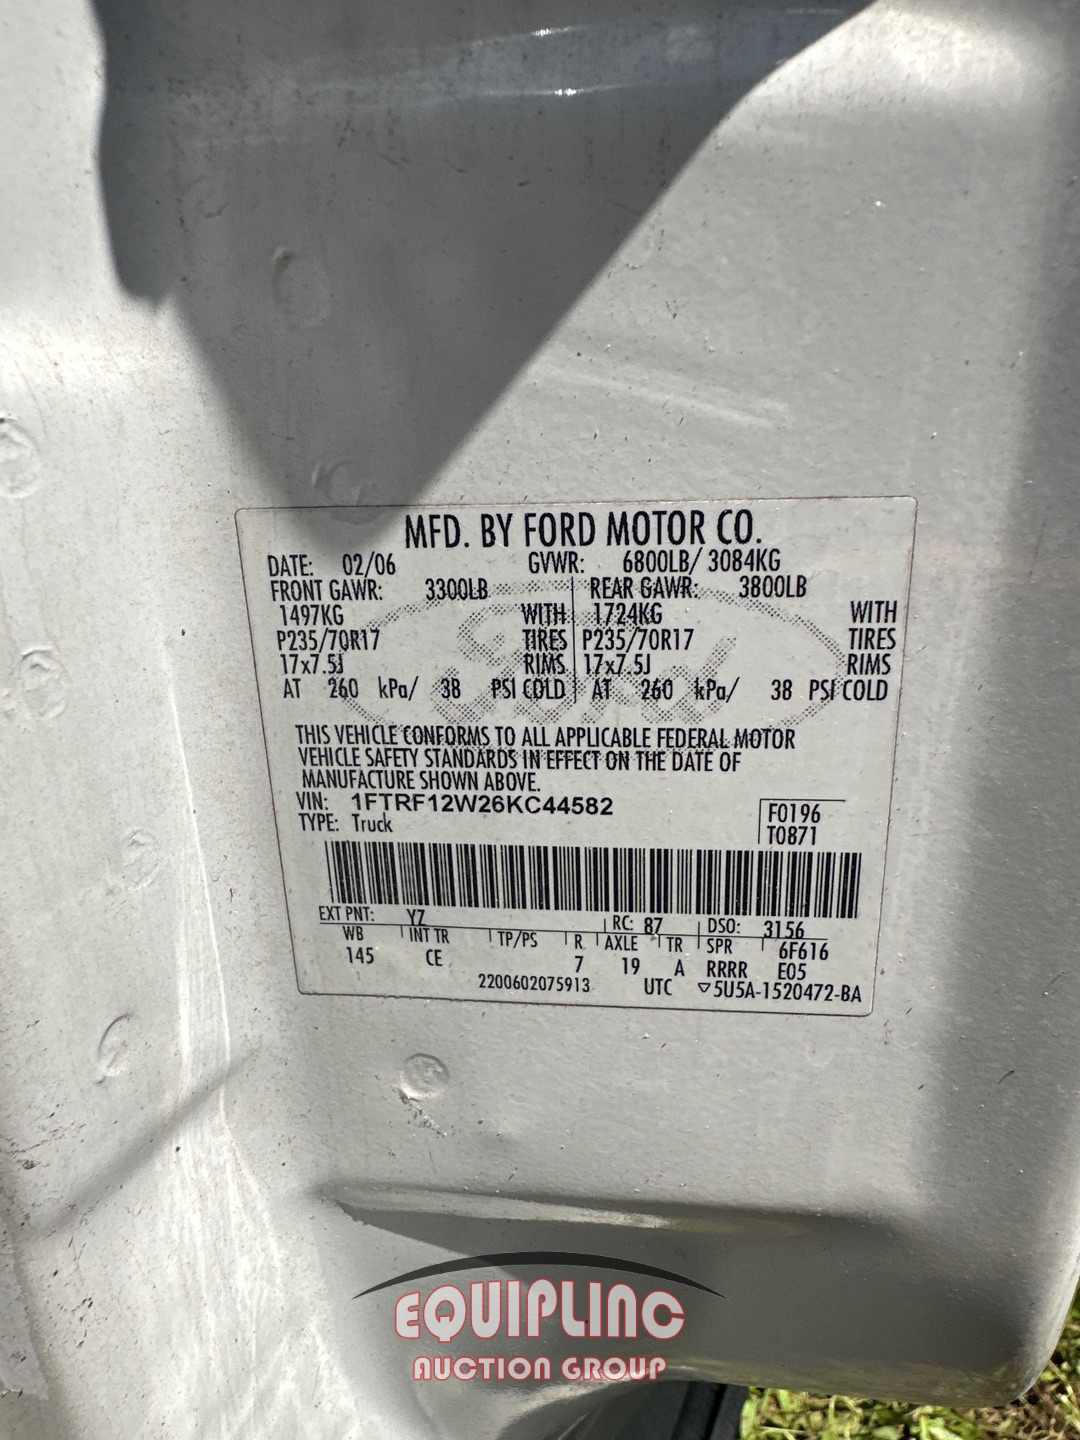 MFD. BY FORD MOTOR CO.
DATE: 02/06 GVWR: 6800LB/ 3084KG
FRONT GAWR: 3300LB REAR GAWR: 3800LB
1497KG WITH 1724KG WITH
P235/70R17 TIRES P235/70R17 TIRES
17x7.5J RIMS 17x7.5J RIMS
AT 260 kPa/ 38 PSI COLD AT 260 kPa/ 38 PSI COLD
Ford
THIS VEHICLE CONFORMS TO ALL APPLICABLE FEDERAL MOTOR
VEHICLE SAFETY STANDARDS IN EFFECT ON THE DATE OF
MANUFACTURE SHOWN ABOVE.
VIN: 1FTRF12W26KC44582 F0196
TYPE: Truck T0871
EXT PNT: YZ RC: 87 DSO: 3156
WB INT TR TP/PS R AXLE TR SPR 6F616
145 CE 7 19 A RRRR E05
2200602075913 UTC ▽5U5A-1520472-BA
EQUIPLINC
AUCTION GROUP